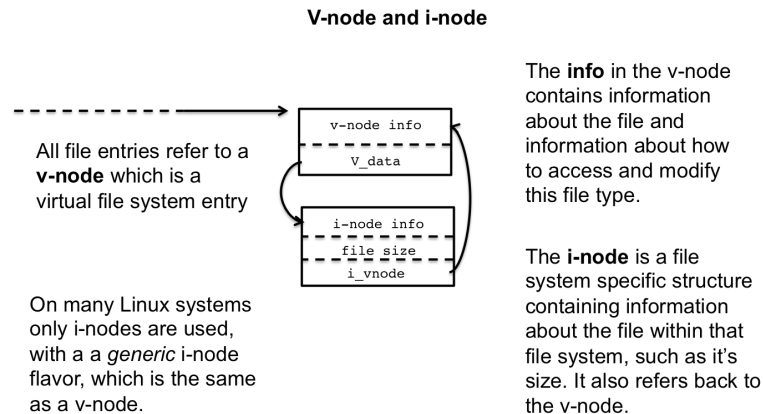 V-node and i-node
All file entries refer to a
v-node which is a
virtual file system entry
On many Linux systems
only i-nodes are used,
with a a generic i-node
flavor, which is the same
as a v-node.
v-node info
V_data
i-node info
file size
i_vnode
The info in the v-node
contains information
about the file and
information about how
to access and modify
this file type.
The i-node is a file
system specific structure
containing information
about the file within that
file system, such as it's
size. It also refers back to
the v-node.